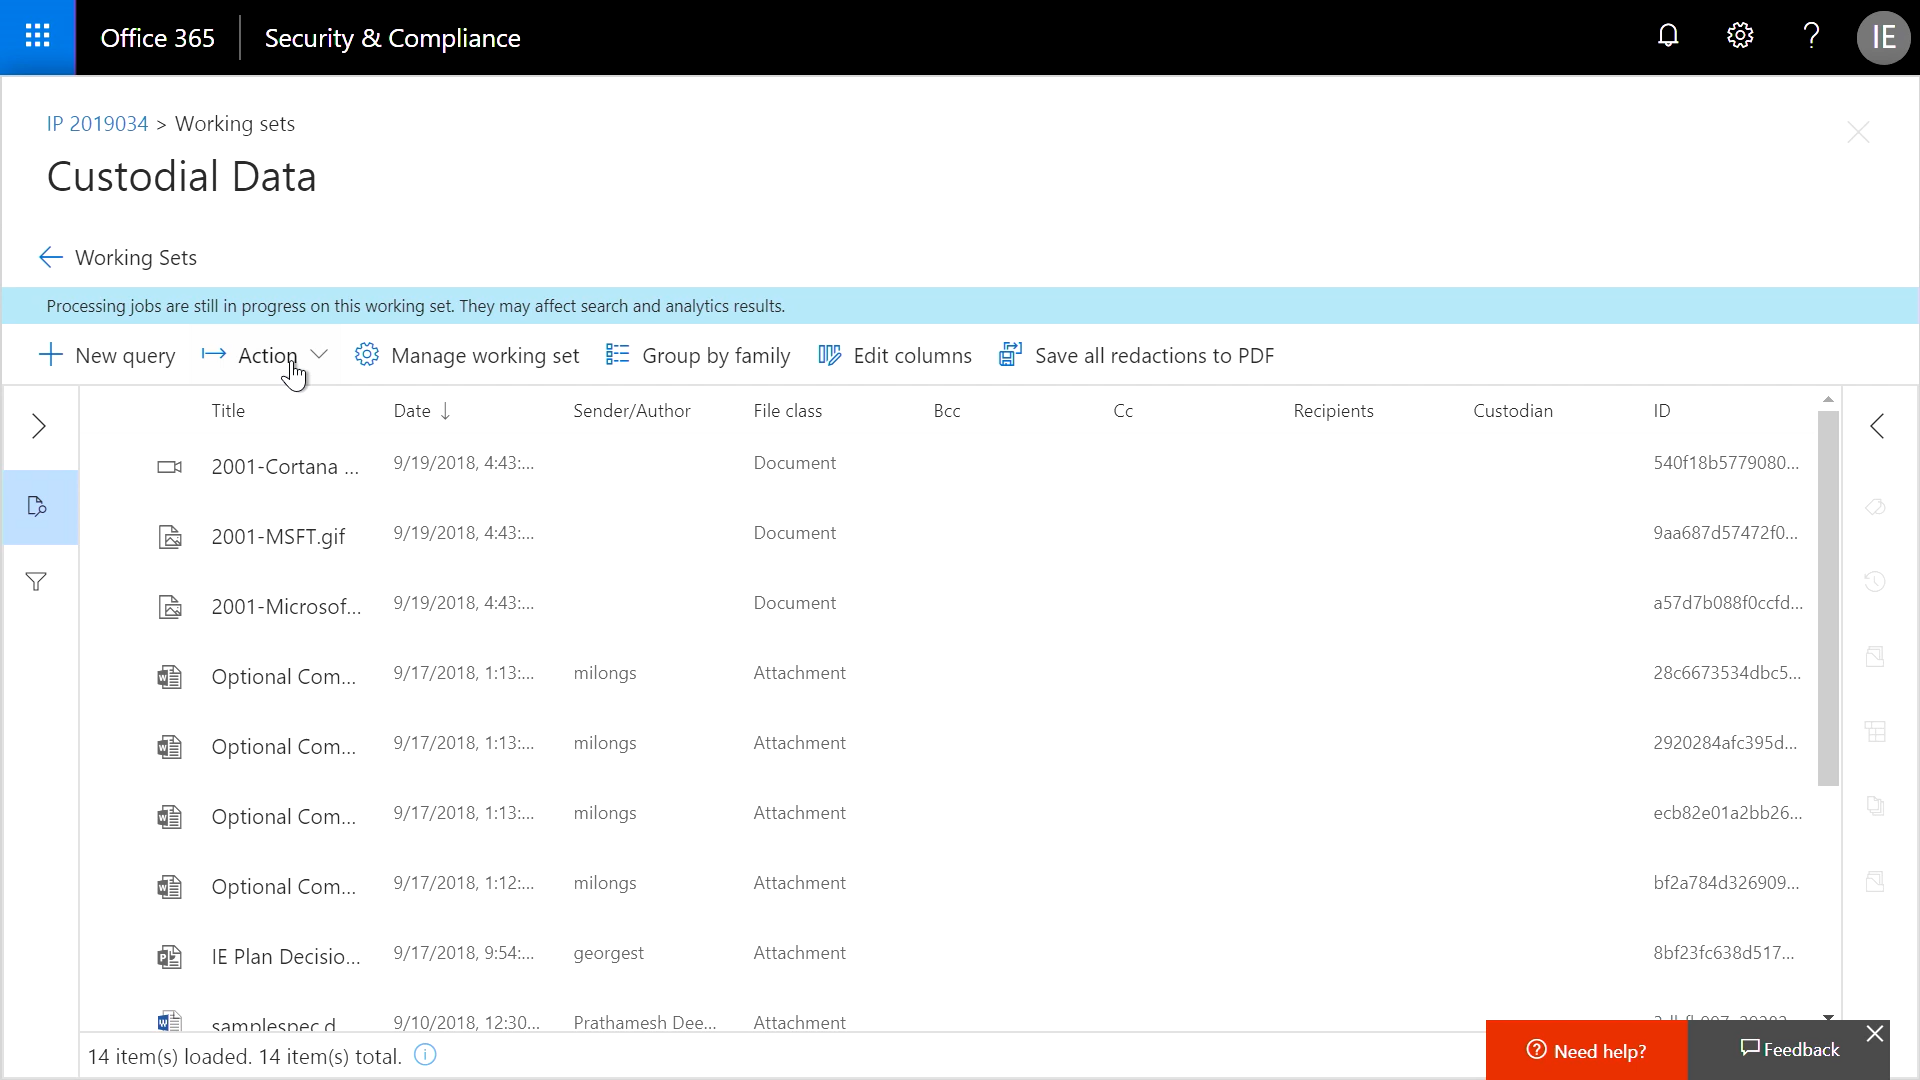 Office 365 Security & Compliance IE
IP 2019034 > Working sets
Custodial Data
Working Sets
Processing jobs are still in progress on this working set. They may affect search and analytics results.
New query Action Manage working set Group by family Edit columns Save all redactions to PDF
Title Date Sender/Author File class Bcc Cc Recipients Custodian ID
2001-Cortana ... 9/19/2018, 4:43:... Document 540f18b5779080...
2001-MSFT.gif 9/19/2018, 4:43:... Document 9aa687d57472f0...
2001-Microsof... 9/19/2018, 4:43:... Document a57d7b088f0ccfd...
Optional Com... 9/17/2018, 1:13:... milongs Attachment 28c6673534dbc5...
Optional Com... 9/17/2018, 1:13:... milongs Attachment 2920284afc395d...
Optional Com... 9/17/2018, 1:13:... milongs Attachment ecb82e01a2bb26...
Optional Com... 9/17/2018, 1:12:... milongs Attachment bf2a784d326909...
IE Plan Decisio... 9/17/2018, 9:54:... georgest Attachment 8bf23fc638d517...
samplespec.d 9/10/2018, 12:30... Prathamesh Dee... Attachment
14 item(s) loaded. 14 item(s) total.
Need help? Feedback